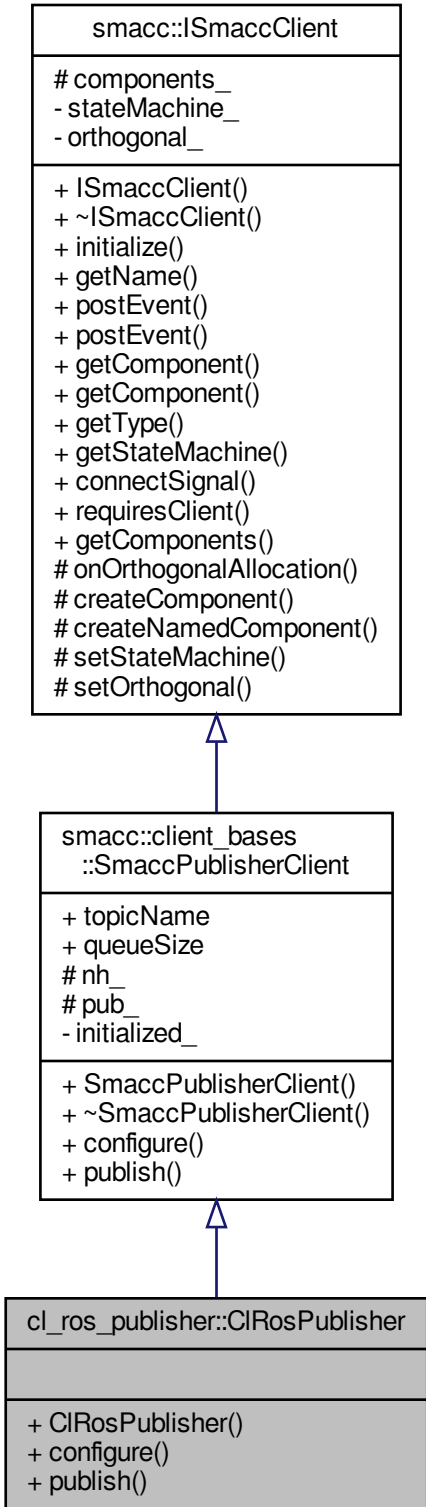 smacc::ISmaccClient
# components_
- stateMachine_
- orthogonal_
+ ISmaccClient()
+ ~ISmaccClient()
+ initialize()
+ getName()
+ postEvent()
+ postEvent()
+ getComponent()
+ getComponent()
+ getType()
+ getStateMachine()
+ connectSignal()
+ requiresClient()
+ getComponents()
# onOrthogonalAllocation()
# createComponent()
# createNamedComponent()
# setStateMachine()
# setOrthogonal()
smacc::client_bases
::SmaccPublisherClient
+ topicName
+ queueSize
# nh_
# pub_
- initialized_
+ SmaccPublisherClient()
+ ~SmaccPublisherClient()
+ configure()
+ publish()
cl_ros_publisher::ClRosPublisher
+ ClRosPublisher()
+ configure()
+ publish()